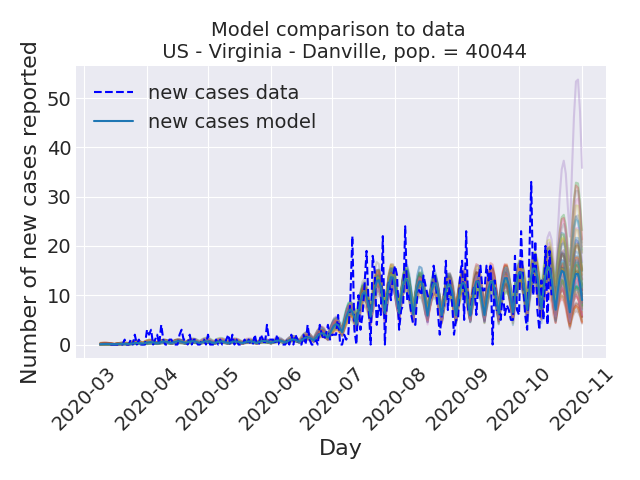 Model comparison to data
US - Virginia - Danville, pop. = 40044
Number of new cases reported
50
40
30
20
10
0
new cases data
new cases model
2020-03
2020-04
2020-05
2020-06
2020-07
2020-08
2020-09
2020-10
2020-11
Day